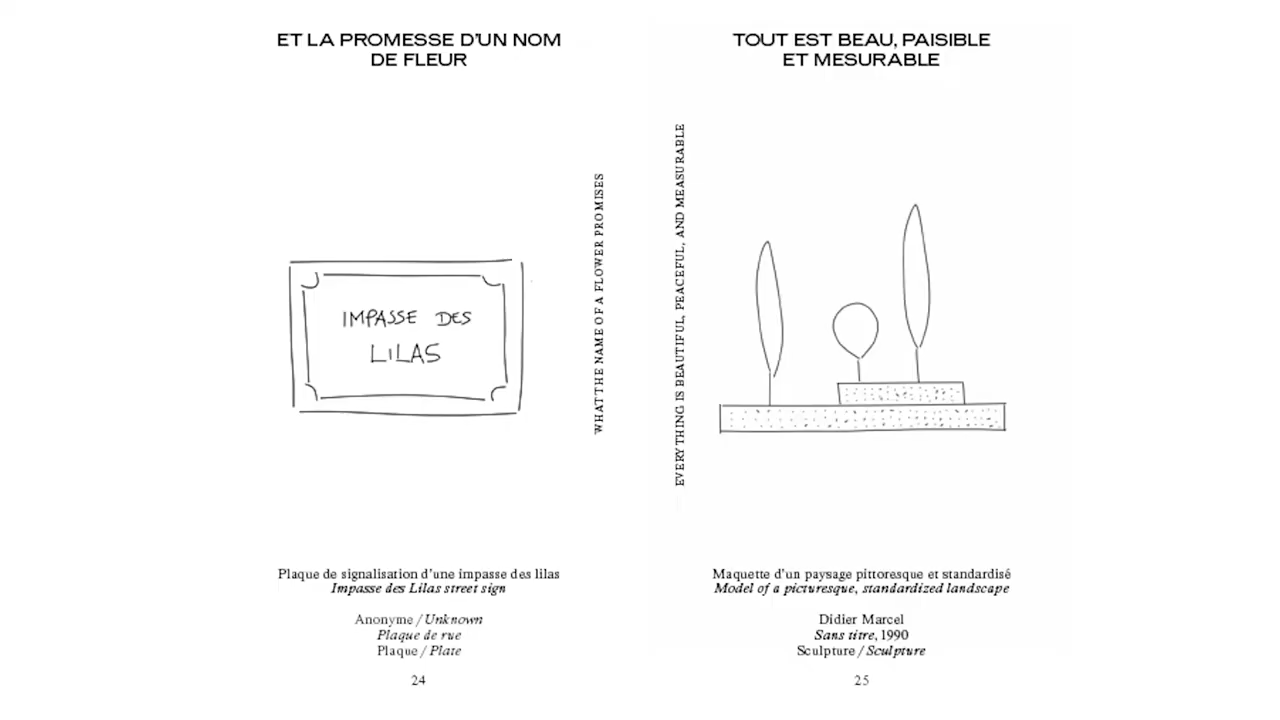 ET LA PROMESSE D'UN NOM
DE FLEUR
IMPASSE DES
LILAS
WHAT THE NAME OF A FLOWER PROMISES
Plaque de signalisation d'une impasse des lilas
Impasse des Lilas street sign
Anonyme / Unknown
Plaque de rue
Plaque / Plate
24
TOUT EST BEAU, PAISIBLE
ET MESURABLE
EVERYTHING IS BEAUTIFUL, PEACEFUL, AND MEASURABLE
Maquette d'un paysage pittoresque et standardisé
Model of a picturesque, standardized landscape
Didier Marcel
Sans titre, 1990
Sculpture / Sculpture
25